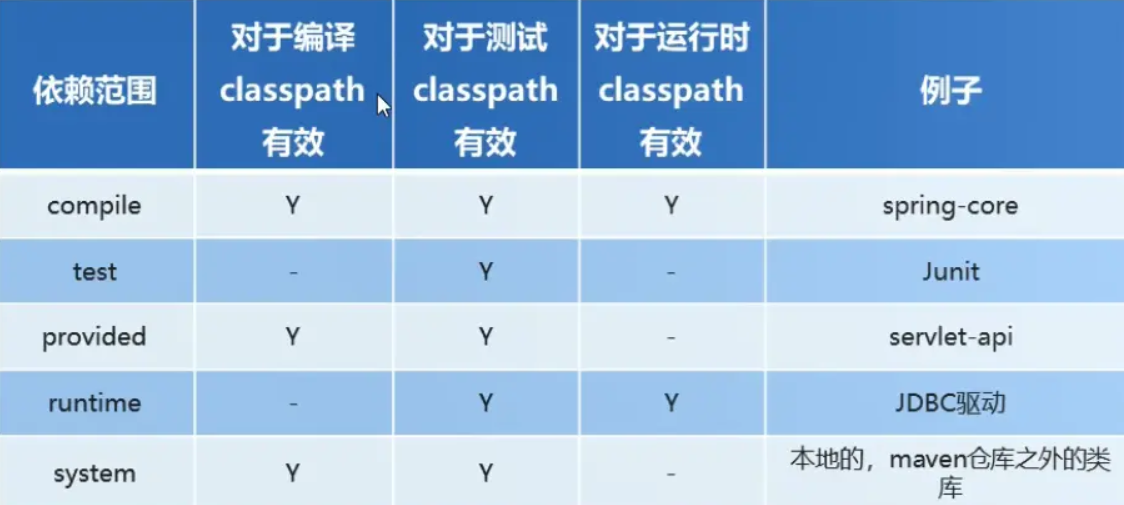 依赖范围 对于编译 classpath 有效 对于测试 classpath 有效 对于运行时 classpath 有效 例子
compile Y Y Y spring-core
test - Y - Junit
provided Y Y - servlet-api
runtime - Y Y JDBC驱动
system Y Y - 本地的，maven仓库之外的类
库